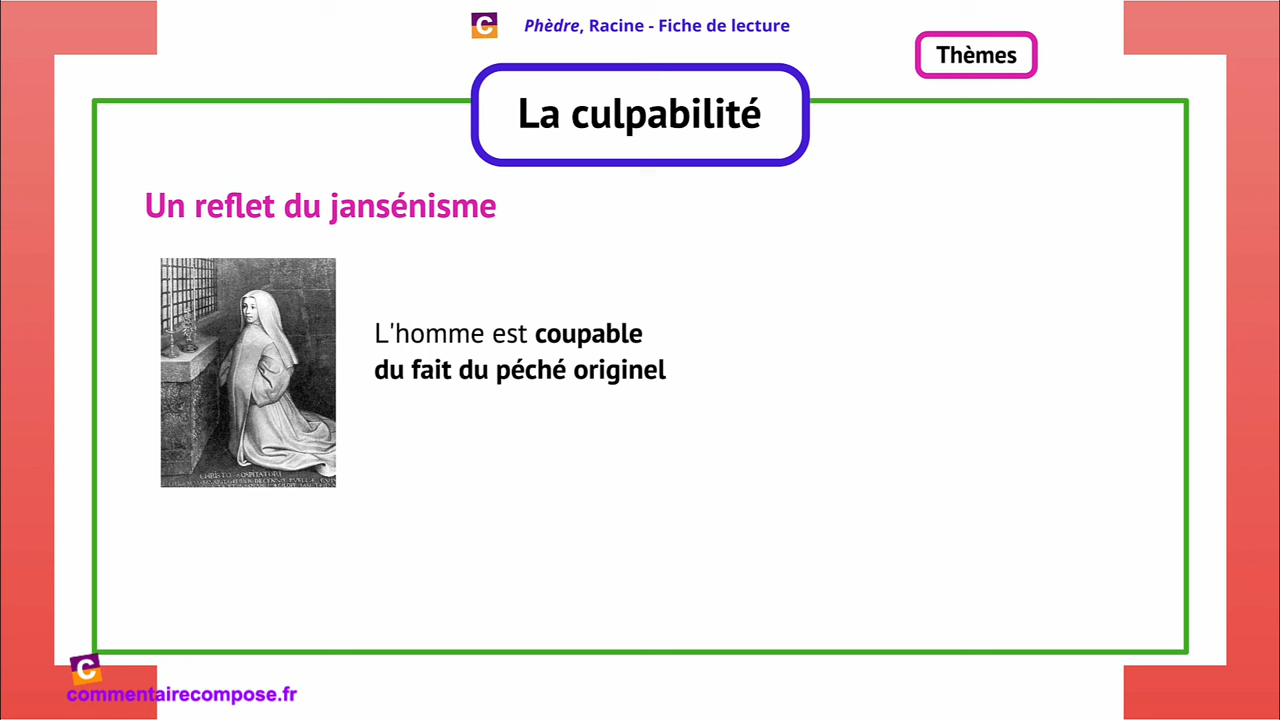 C
Phèdre, Racine - Fiche de lecture
Thèmes
La culpabilité
Un reflet du jansénisme
L'homme est coupable
du fait du péché originel
CHRISTO
C
commentairecompose.fr